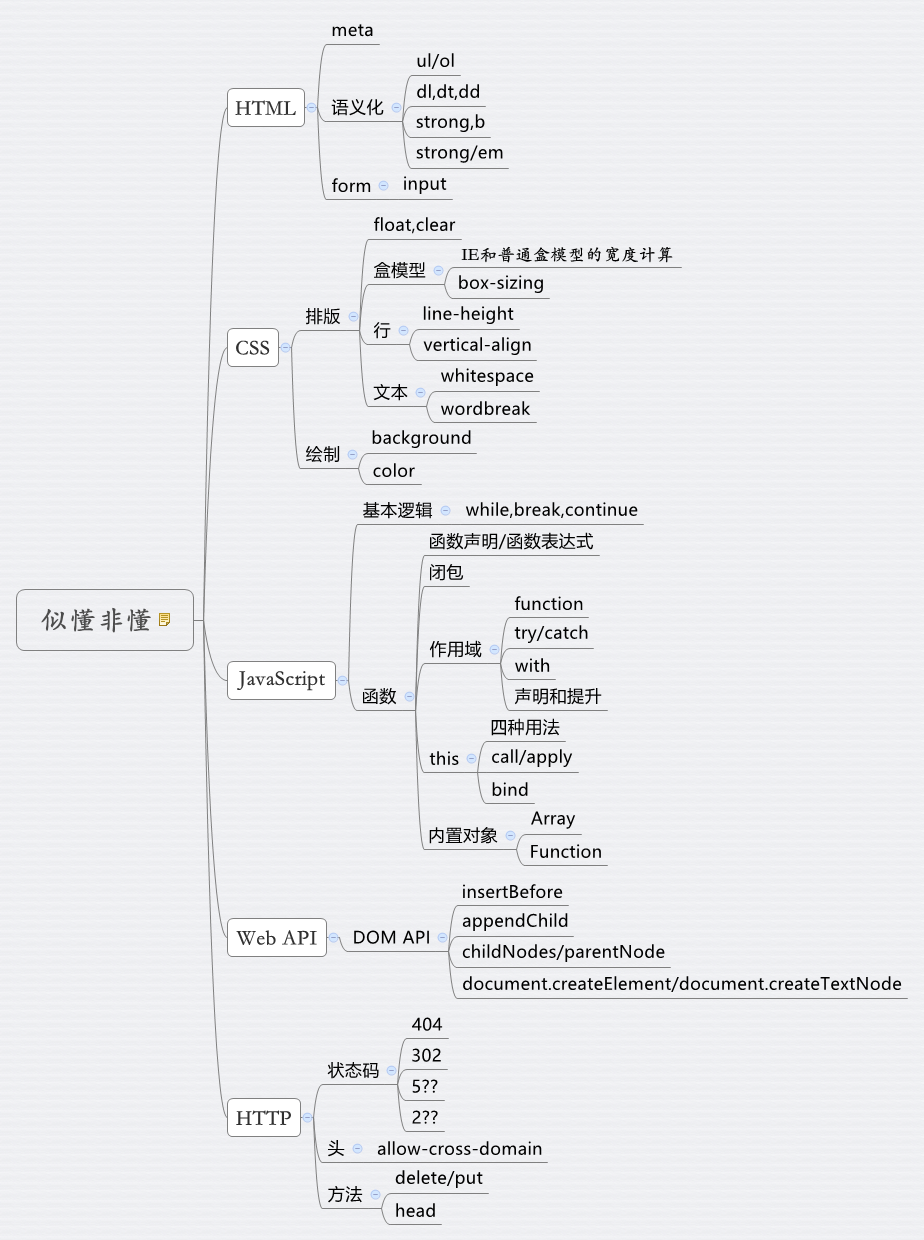 似懂非懂
HTML
meta
语义化
ul/ol
dl,dt,dd
strong,b
strong/em
form
input
CSS
排版
float,clear
盒模型
IE和普通盒模型的宽度计算
box-sizing
行
line-height
vertical-align
文本
whitespace
wordbreak
绘制
background
color
JavaScript
基本逻辑
while,break,continue
函数
函数声明/函数表达式
闭包
作用域
function
try/catch
with
声明和提升
this
四种用法
call/apply
bind
内置对象
Array
Function
Web API
DOM API
insertBefore
appendChild
childNodes/parentNode
document.createElement/document.createTextNode
HTTP
状态码
404
302
5??
2??
头
allow-cross-domain
方法
delete/put
head